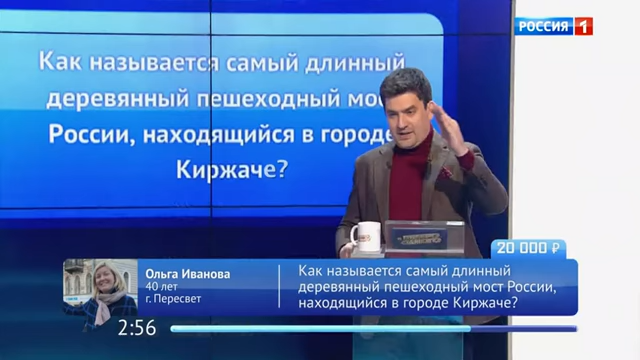 РОССИЯ 1
Как называется самый длинный
деревянный пешеходный мост
России, находящийся в городе
Киржаче?
20 000 ₽
Ольга Иванова
40 лет
г. Пересвет
Как называется самый длинный
деревянный пешеходный мост России,
находящийся в городе Киржаче?
2:56